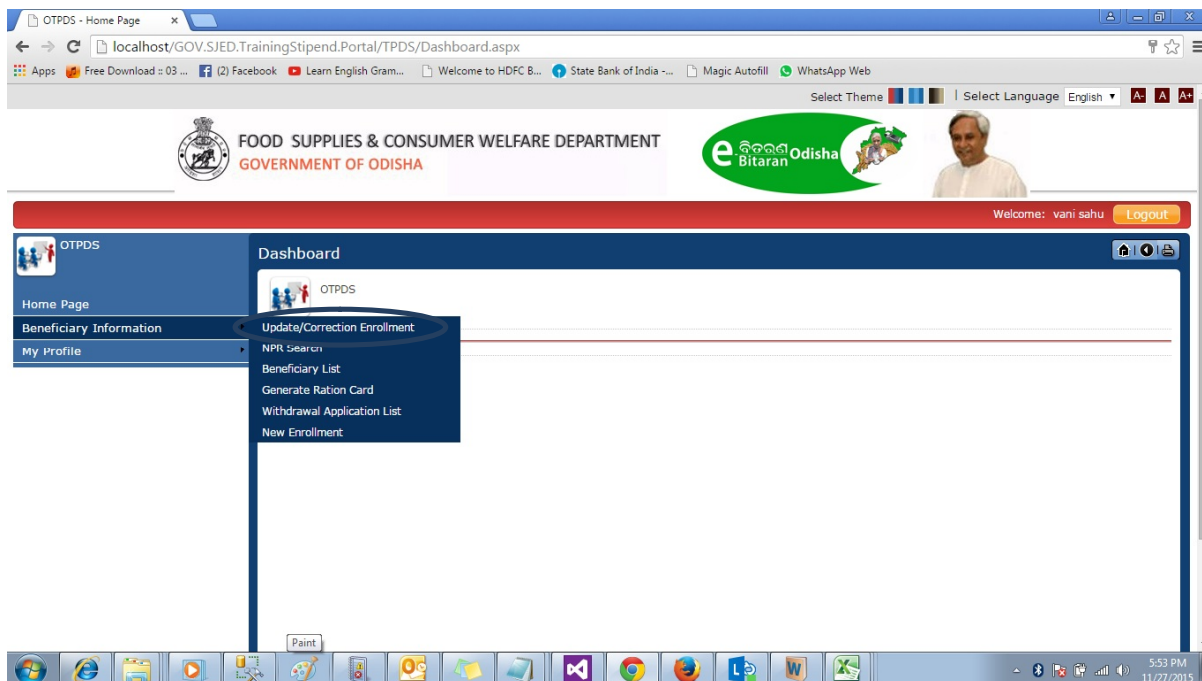 OTPDS - Home Page
localhost/GOV.SJED.TrainingStipend.Portal/TPDS/Dashboard.aspx
Apps Free Download :: 03 ... (2) Facebook Learn English Gram... Welcome to HDFC B... State Bank of India -... Magic Autofill WhatsApp Web
Select Theme | Select Language English A- A A+
FOOD SUPPLIES & CONSUMER WELFARE DEPARTMENT
GOVERNMENT OF ODISHA
e-ବିତରଣ Bitaran Odisha
Welcome: vani sahu Logout
OTPDS
Home Page
Beneficiary Information
My Profile
Dashboard
OTPDS
Update/Correction Enrollment
NPR Search
Beneficiary List
Generate Ration Card
Withdrawal Application List
New Enrollment
Paint
5:53 PM
11/27/2015